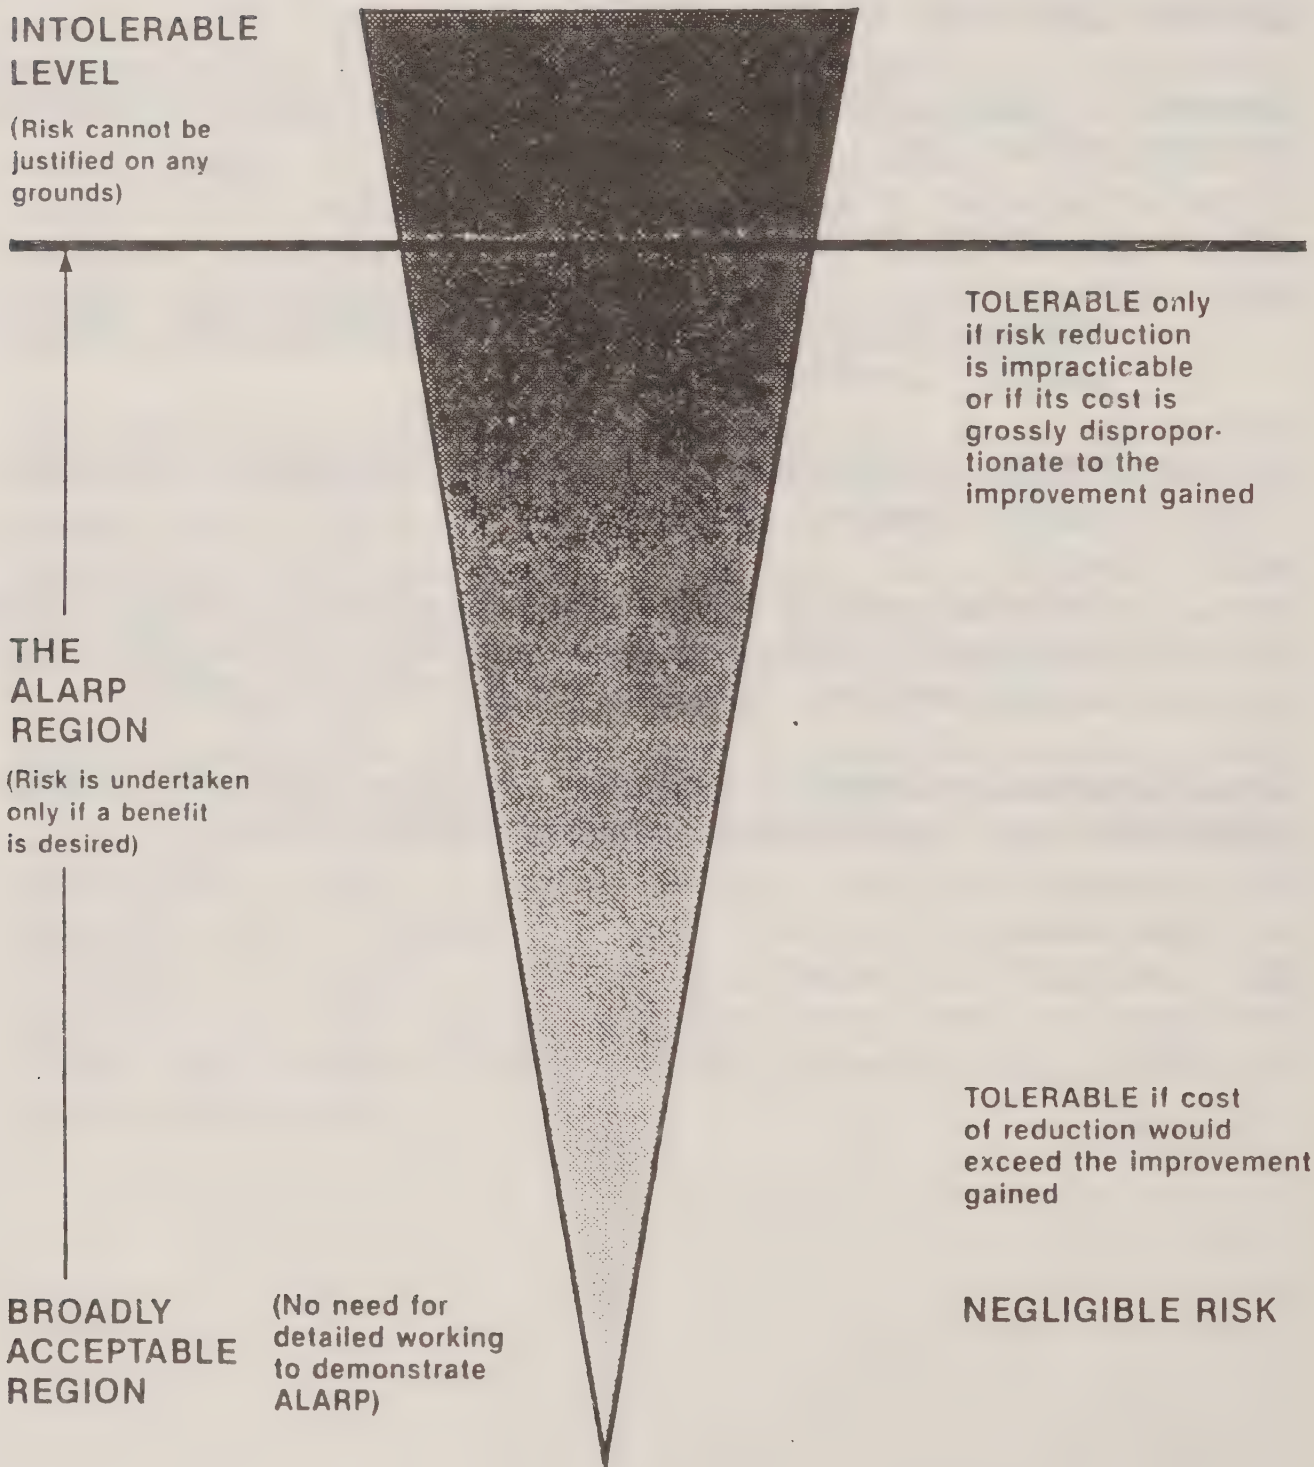 INTOLERABLE
LEVEL
(Risk cannot be
justified on any
grounds)
TOLERABLE only
if risk reduction
is impracticable
or if its cost is
grossly dispropor-
tionate to the
improvement gained
THE
ALARP
REGION
(Risk is undertaken
only if a benefit
is desired)
TOLERABLE if cost
of reduction would
exceed the improvement
gained
BROADLY
ACCEPTABLE
REGION
(No need for
detailed working
to demonstrate
ALARP)
NEGLIGIBLE RISK